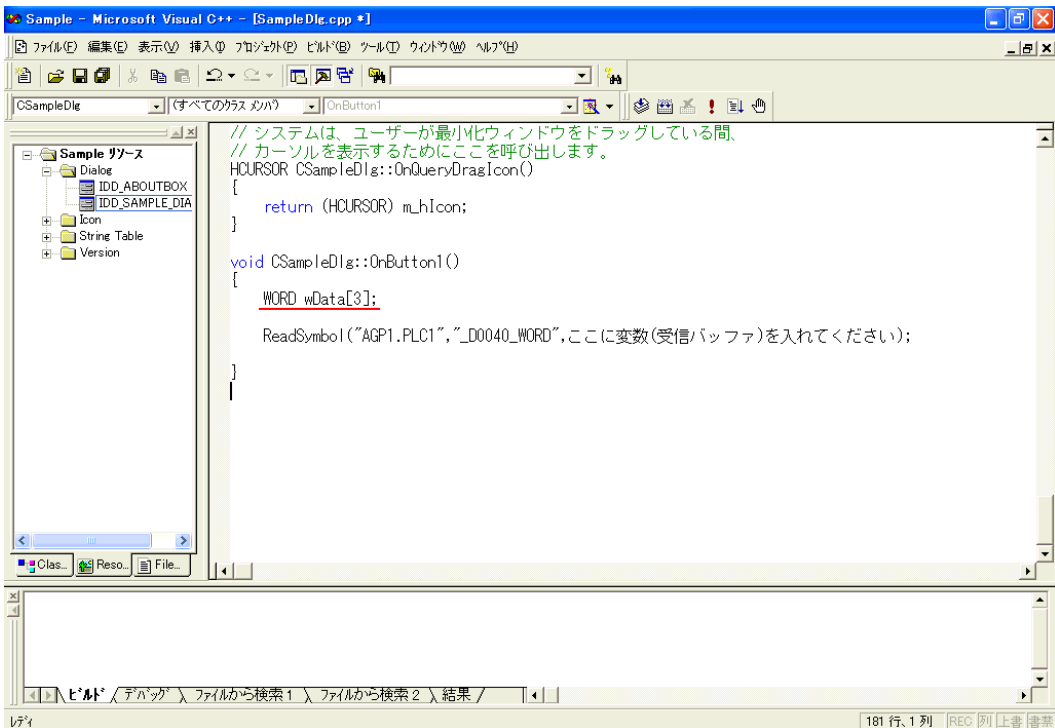 Sample - Microsoft Visual C++ - [SampleDlg.cpp *]
ファイル(F) 編集(E) 表示(V) 挿入(I) プロジェクト(P) ビルド(B) ツール(T) ウィンドウ(W) ヘルプ(H)
CSampleDlg (すべてのクラス メンバ) OnButton1
Sample リソース
Dialog
IDD_ABOUTBOX
IDD_SAMPLE_DIA
Icon
String Table
Version
Clas... Reso... File...
// システムは、ユーザーが最小化ウィンドウをドラッグしている間、
// カーソルを表示するためにここを呼び出します。
HCURSOR CSampleDlg::OnQueryDragIcon()
{
return (HCURSOR) m_hIcon;
}
void CSampleDlg::OnButton1()
{
WORD wData[3];
ReadSymbol("AGP1.PLC1","_D0040_WORD",ここに変数(受信バッファ)を入れてください);
}
ビルド デバッグ ファイルから検索1 ファイルから検索2 結果
レディ 181 行、1 列 REC 列 上書 書禁